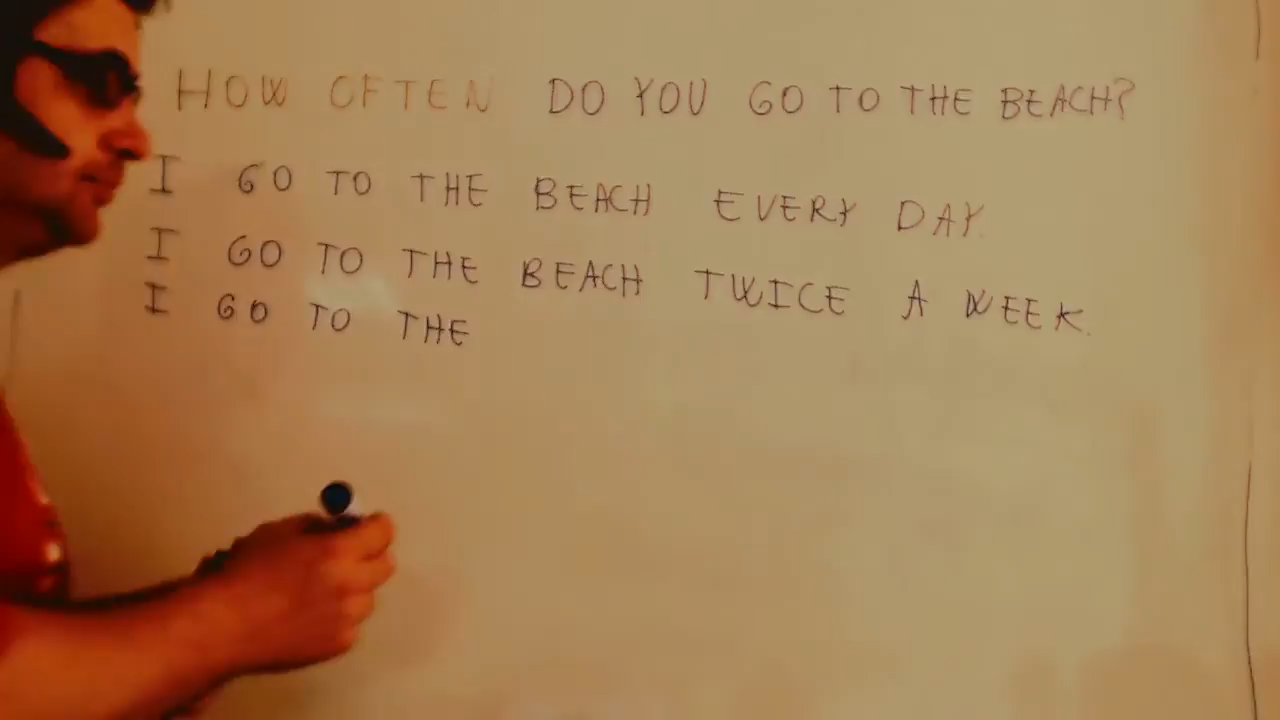 HOW OFTEN DO YOU GO TO THE BEACH?
I GO TO THE BEACH EVERY DAY.
I GO TO THE BEACH TWICE A WEEK.
I GO TO THE